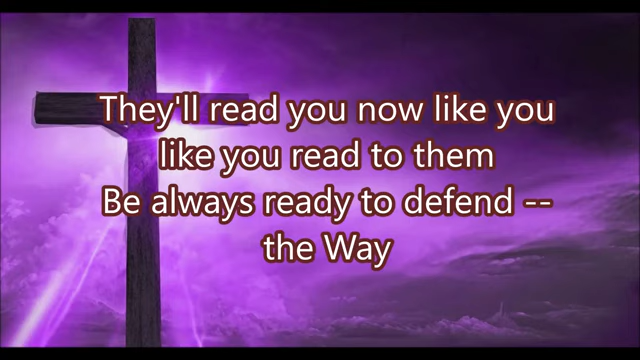 They'll read you now like you
like you read to them
Be always ready to defend --
the Way